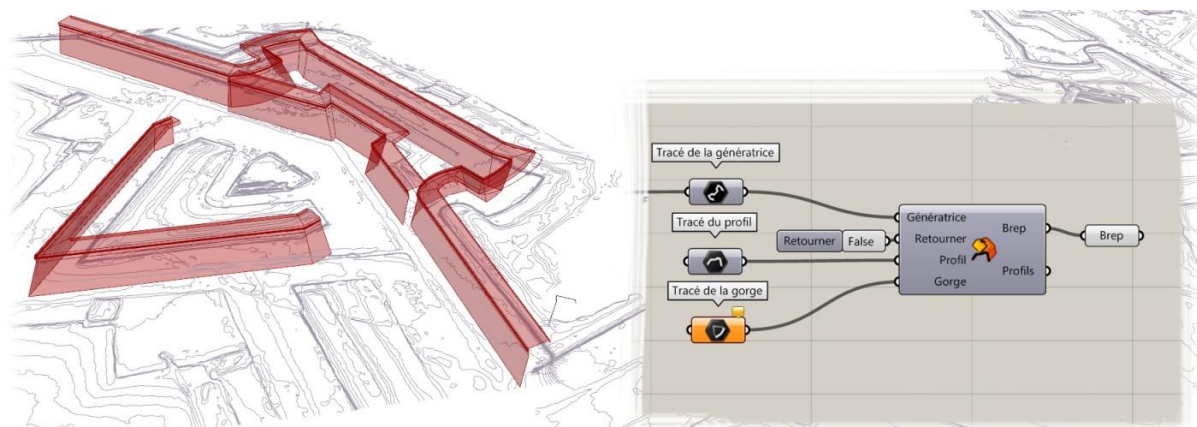 Tracé de la génératrice
Tracé du profil
Retourner False
Tracé de la gorge
Génératrice
Retourner
Profil
Gorge
Brep
Profils
Brep